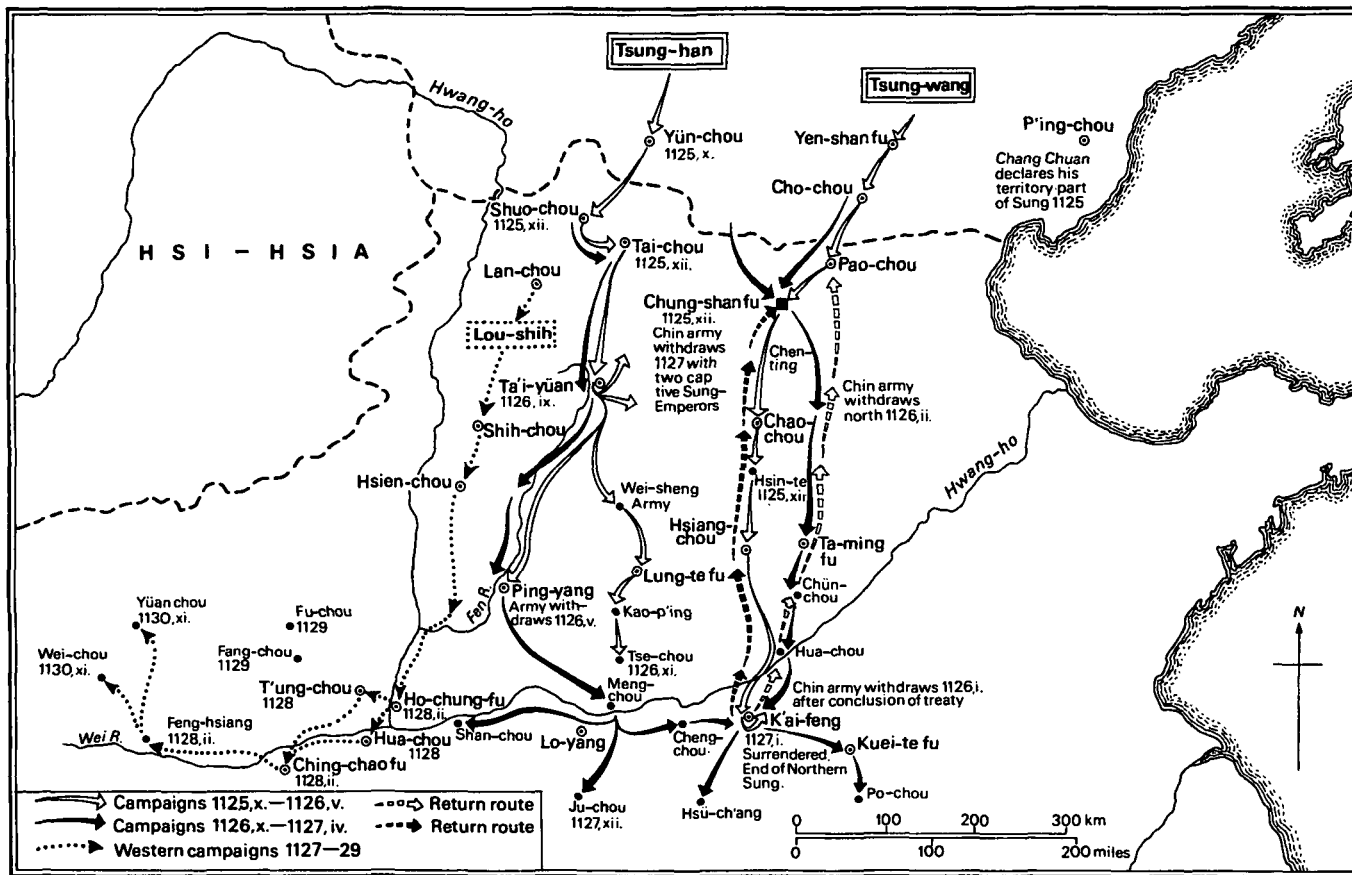 Tsung-han
Tsung-wang
Hwang-ho
Yün-chou
1125, x.
Yen-shan fu
P'ing-chou
Chang Chuan
declares his
territory part
of Sung 1125
Cho-chou
Shuo-chou
1125, xii.
HSI-HSIA
Tai-chou
1125, xii.
Lan-chou
Pao-chou
Chung-shan fu
1125, xii.
Chin army
withdraws
1127 with
two cap
tive Sung-
Emperors
Lou-shih
Chen-
ting
Ta'i-yüan
1126, ix.
Chin army
withdraws
north 1126, ii.
Shih-chou
Chao-
chou
Hwang-ho
Hsien-chou
Hsin-te
1125, xii.
Wei-sheng
Army
Hsiang-
chou
Ta-ming
fu
Lung-te fu
Ping-yang
Army with-
draws 1126, v.
Fen R.
Chün-
chou
Kao-p'ing
Yüan chou
1130, xi.
Fu-chou
1129
Wei-chou
1130, xi.
Fang-chou
1129
Tse-chou
1126, xi.
Hua-chou
T'ung-chou
1128
Ho-chung-fu
1128, ii.
Meng-
chou
Chin army withdraws 1126, i.
after conclusion of treaty
N
Feng-hsiang
1128, ii.
Wei R.
Hua-chou
1128
Shan-chou
Lo-yang
Cheng-
chou.
K'ai-feng
1127, i.
Surrendered.
End of Northern
Sung.
Kuei-te fu
Ching-chao fu
1128, ii.
Ju-chou
1127, xii.
Hsü-ch'ang
Po-chou
Campaigns 1125, x.—1126, v.
Return route
Campaigns 1126, x.—1127, iv.
Return route
Western campaigns 1127—29
0 100 200 300 km
0 100 200 miles